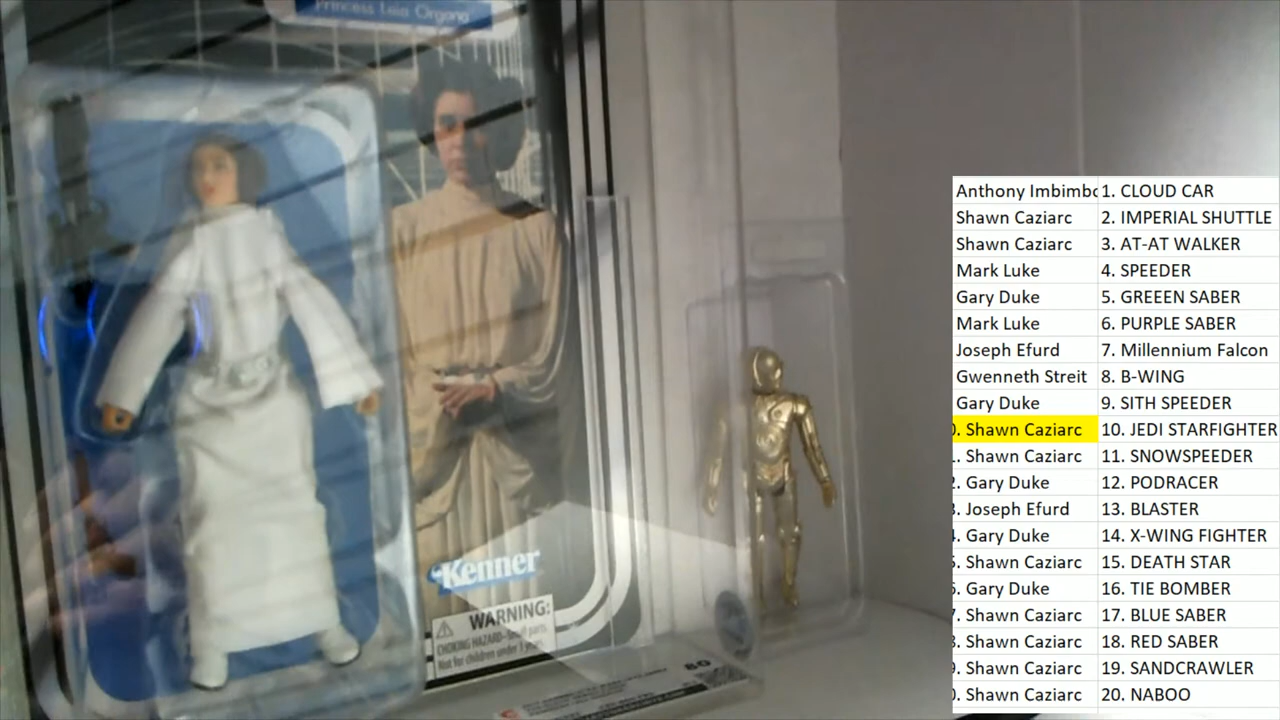 Princess Leia Organa
Kenner
WARNING:
CHOKING HAZARD-Small parts
Not for children under 3 years.
80
Anthony Imbimbo 1. CLOUD CAR
Shawn Caziarc 2. IMPERIAL SHUTTLE
Shawn Caziarc 3. AT-AT WALKER
Mark Luke 4. SPEEDER
Gary Duke 5. GREEEN SABER
Mark Luke 6. PURPLE SABER
Joseph Efurd 7. Millennium Falcon
Gwenneth Streit 8. B-WING
Gary Duke 9. SITH SPEEDER
. Shawn Caziarc 10. JEDI STARFIGHTER
. Shawn Caziarc 11. SNOWSPEEDER
. Gary Duke 12. PODRACER
. Joseph Efurd 13. BLASTER
. Gary Duke 14. X-WING FIGHTER
. Shawn Caziarc 15. DEATH STAR
. Gary Duke 16. TIE BOMBER
. Shawn Caziarc 17. BLUE SABER
. Shawn Caziarc 18. RED SABER
. Shawn Caziarc 19. SANDCRAWLER
. Shawn Caziarc 20. NABOO